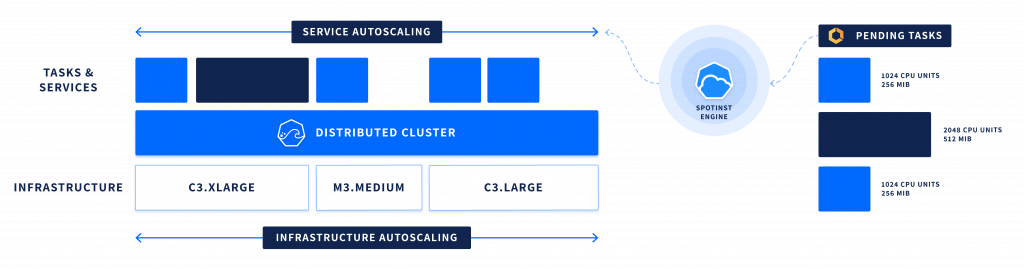 SERVICE AUTOSCALING
PENDING TASKS
TASKS &
SERVICES
1024 CPU UNITS
256 MIB
SPOTINST
ENGINE
DISTRIBUTED CLUSTER
2048 CPU UNITS
512 MIB
INFRASTRUCTURE
C3.XLARGE
M3.MEDIUM
C3.LARGE
1024 CPU UNITS
256 MIB
INFRASTRUCTURE AUTOSCALING